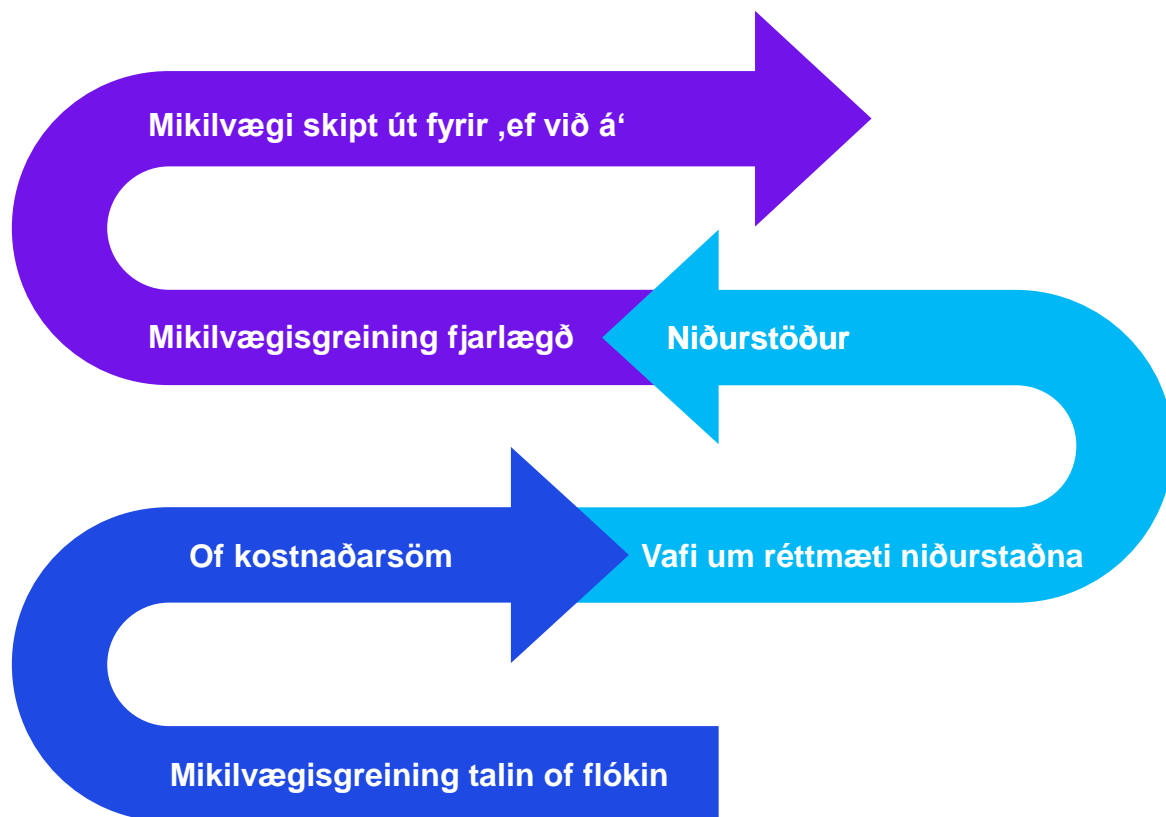 Mikilvægi skipt út fyrir ‚ef við á‘
Mikilvægisgreining fjarlægð
Niðurstöður
Of kostnaðarsöm
Vafi um réttmæti niðurstaðna
Mikilvægisgreining talin of flókin